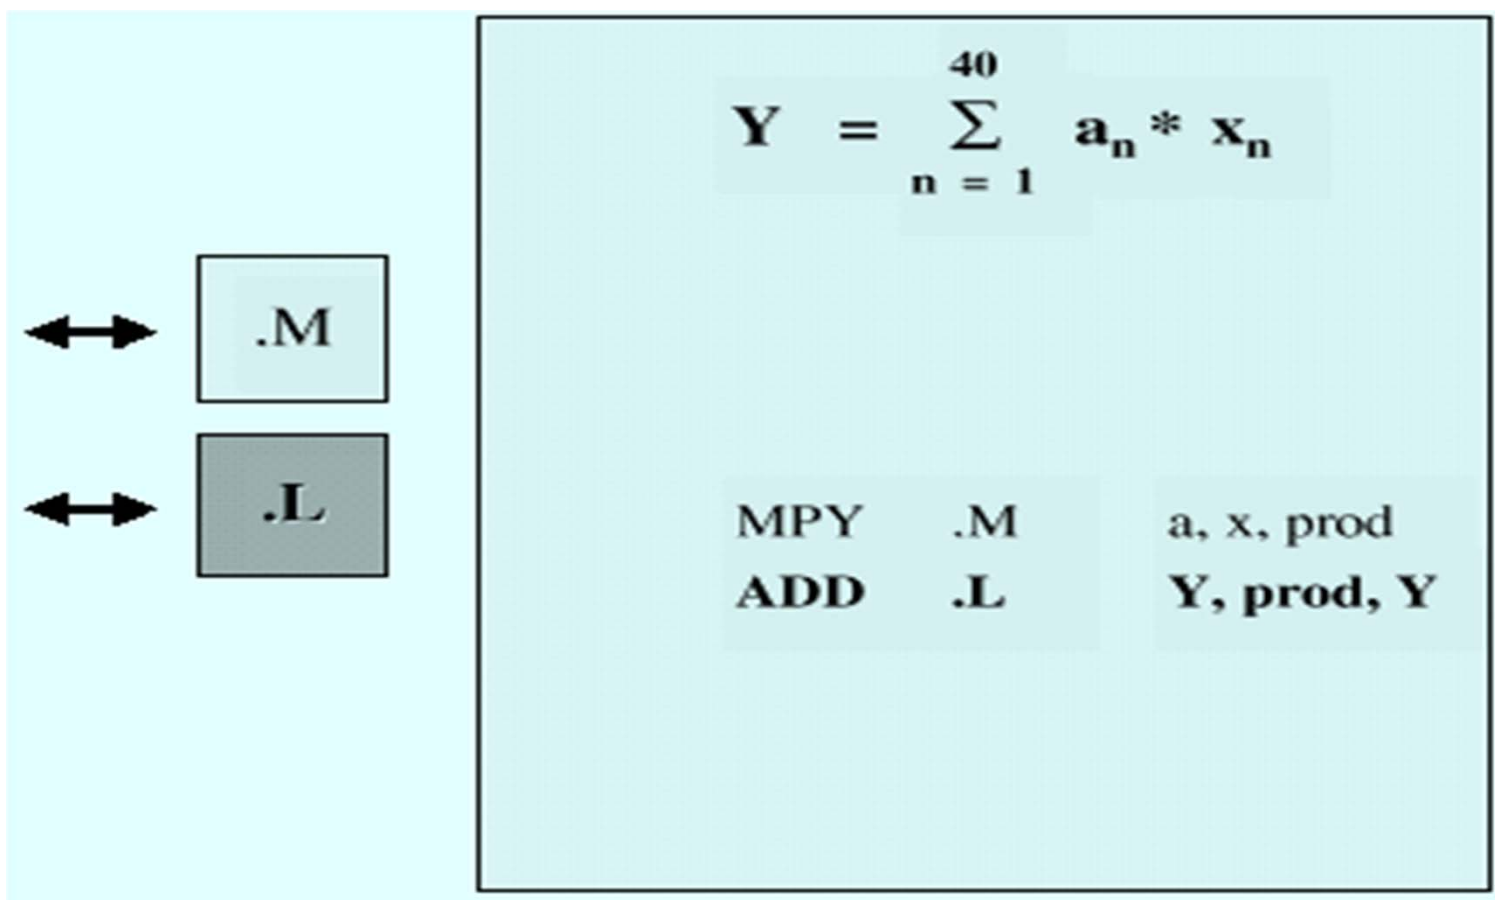 40
Y = Σ aₙ * xₙ
n = 1
.M
.L
MPY .M a, x, prod
ADD .L Y, prod, Y